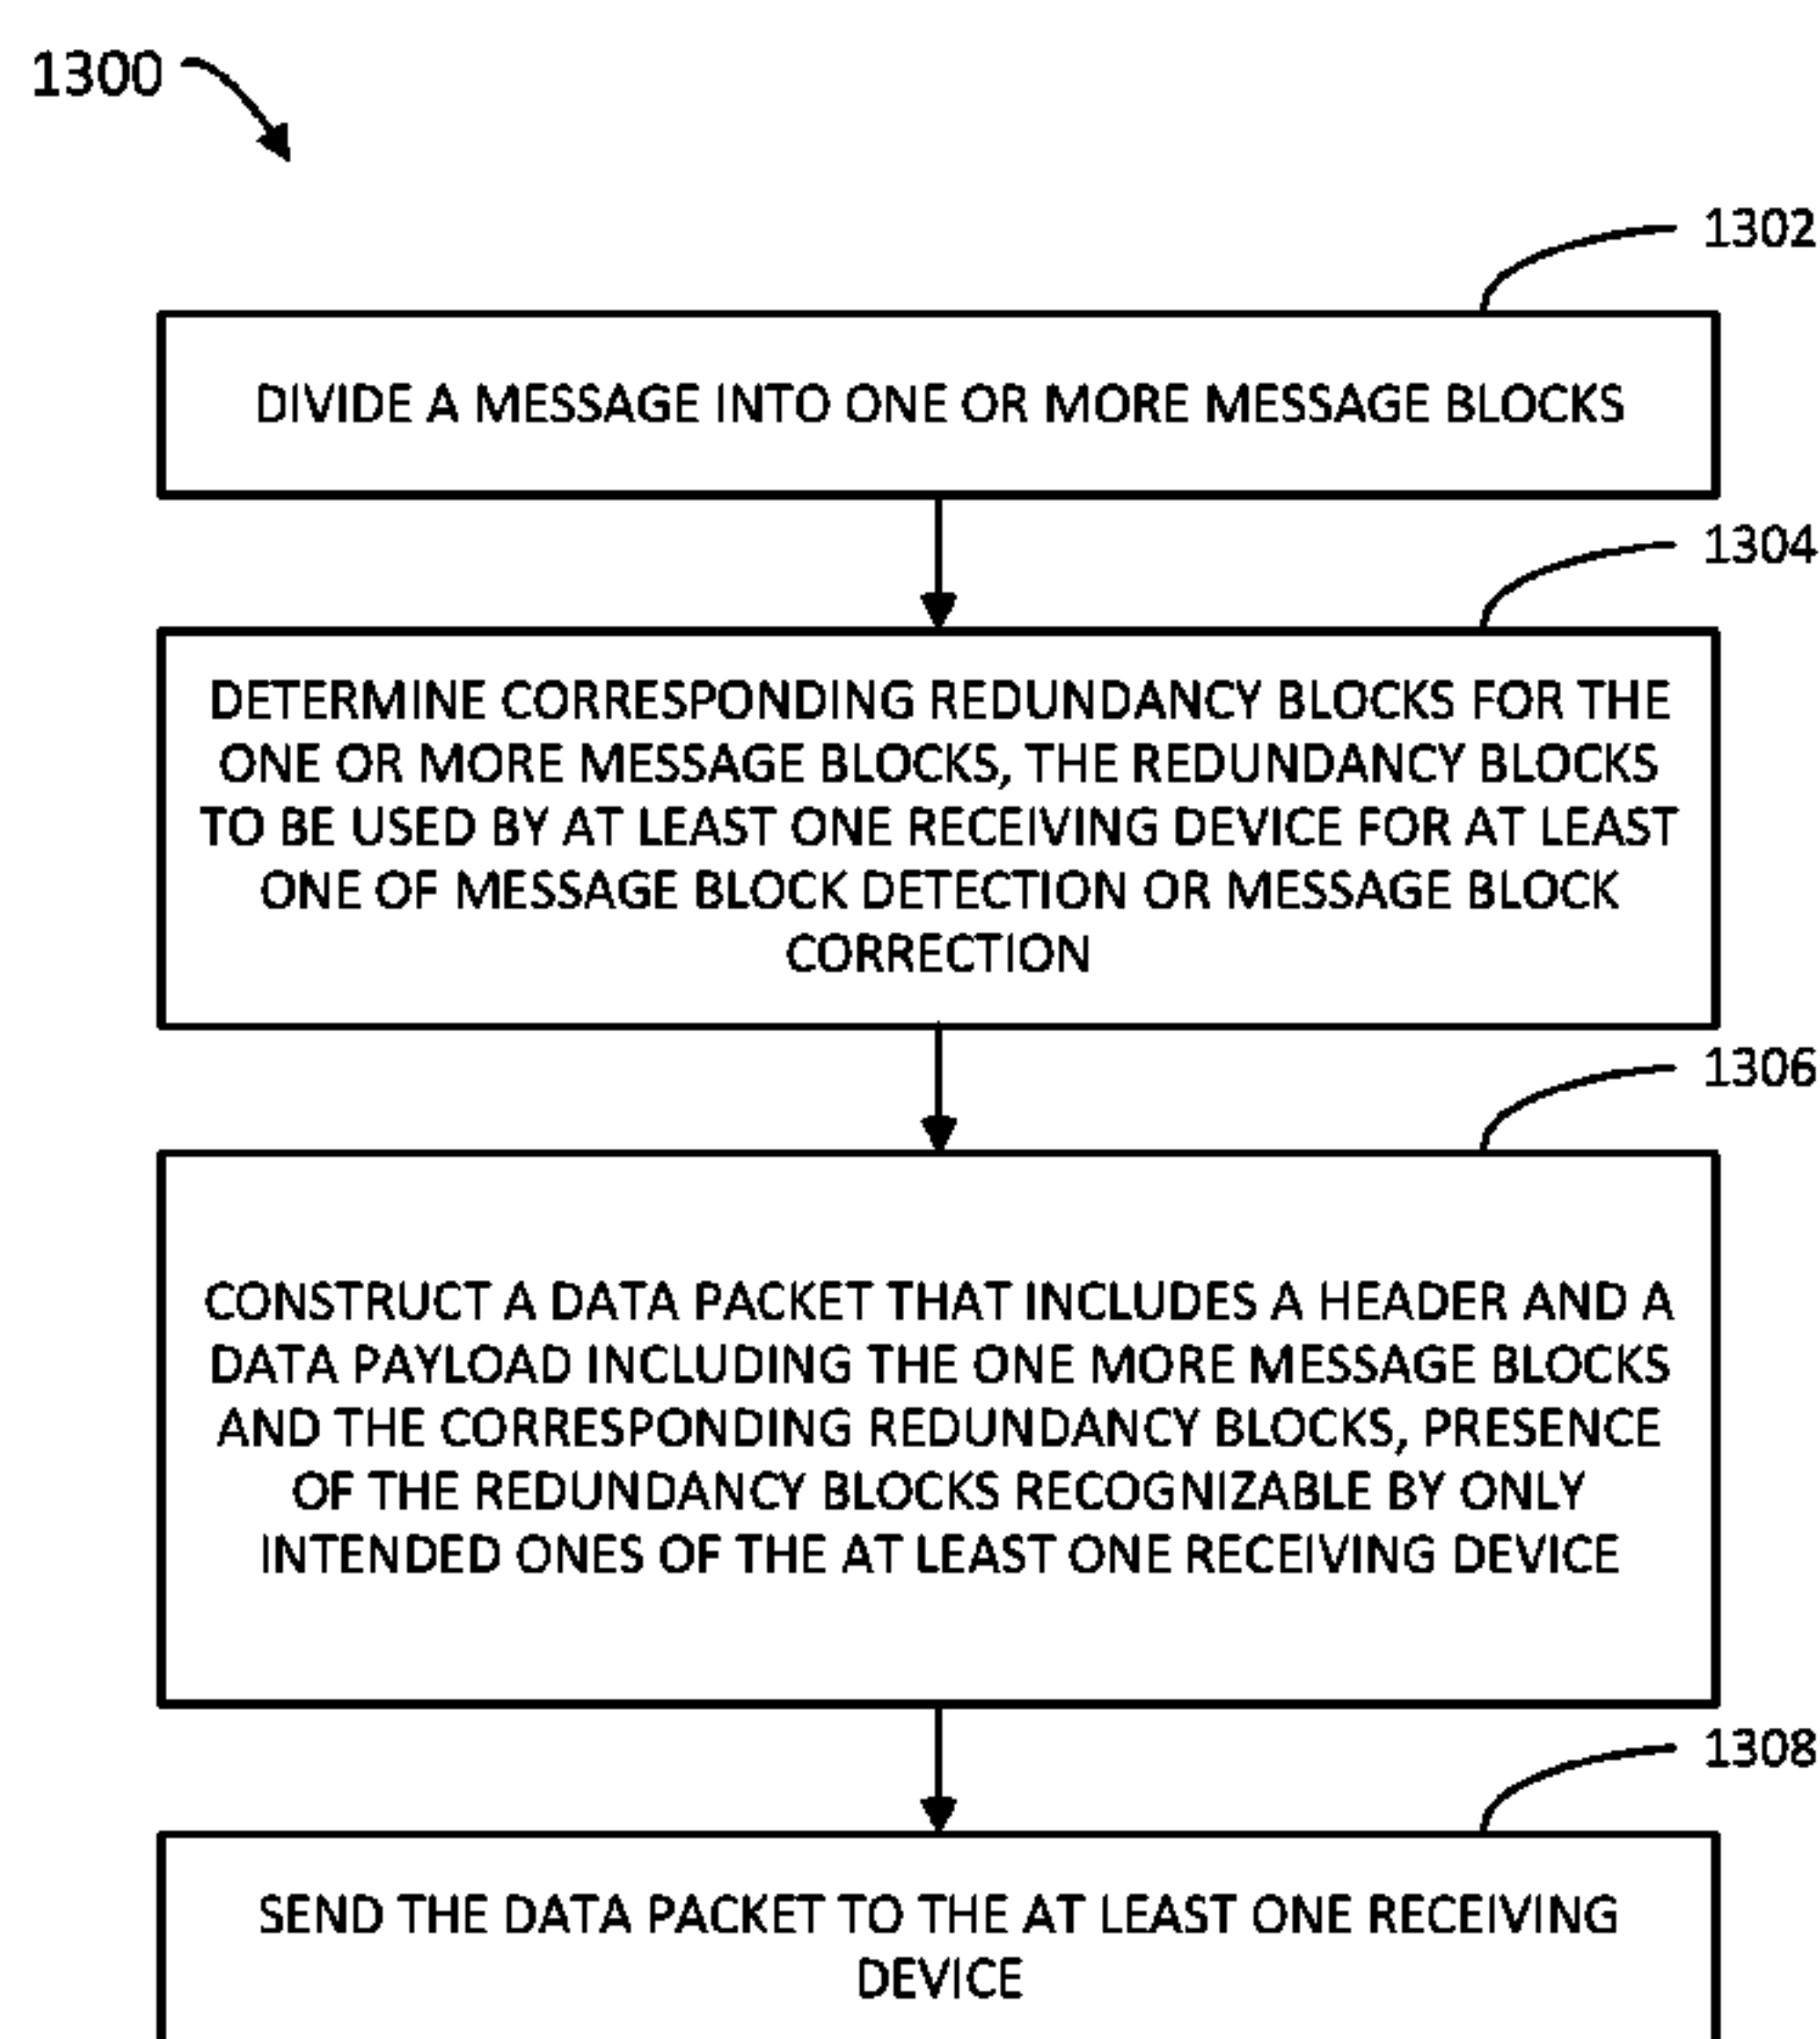 1300
1302
DIVIDE A MESSAGE INTO ONE OR MORE MESSAGE BLOCKS
1304
DETERMINE CORRESPONDING REDUNDANCY BLOCKS FOR THE
ONE OR MORE MESSAGE BLOCKS, THE REDUNDANCY BLOCKS
TO BE USED BY AT LEAST ONE RECEIVING DEVICE FOR AT LEAST
ONE OF MESSAGE BLOCK DETECTION OR MESSAGE BLOCK
CORRECTION
1306
CONSTRUCT A DATA PACKET THAT INCLUDES A HEADER AND A
DATA PAYLOAD INCLUDING THE ONE MORE MESSAGE BLOCKS
AND THE CORRESPONDING REDUNDANCY BLOCKS, PRESENCE
OF THE REDUNDANCY BLOCKS RECOGNIZABLE BY ONLY
INTENDED ONES OF THE AT LEAST ONE RECEIVING DEVICE
1308
SEND THE DATA PACKET TO THE AT LEAST ONE RECEIVING
DEVICE